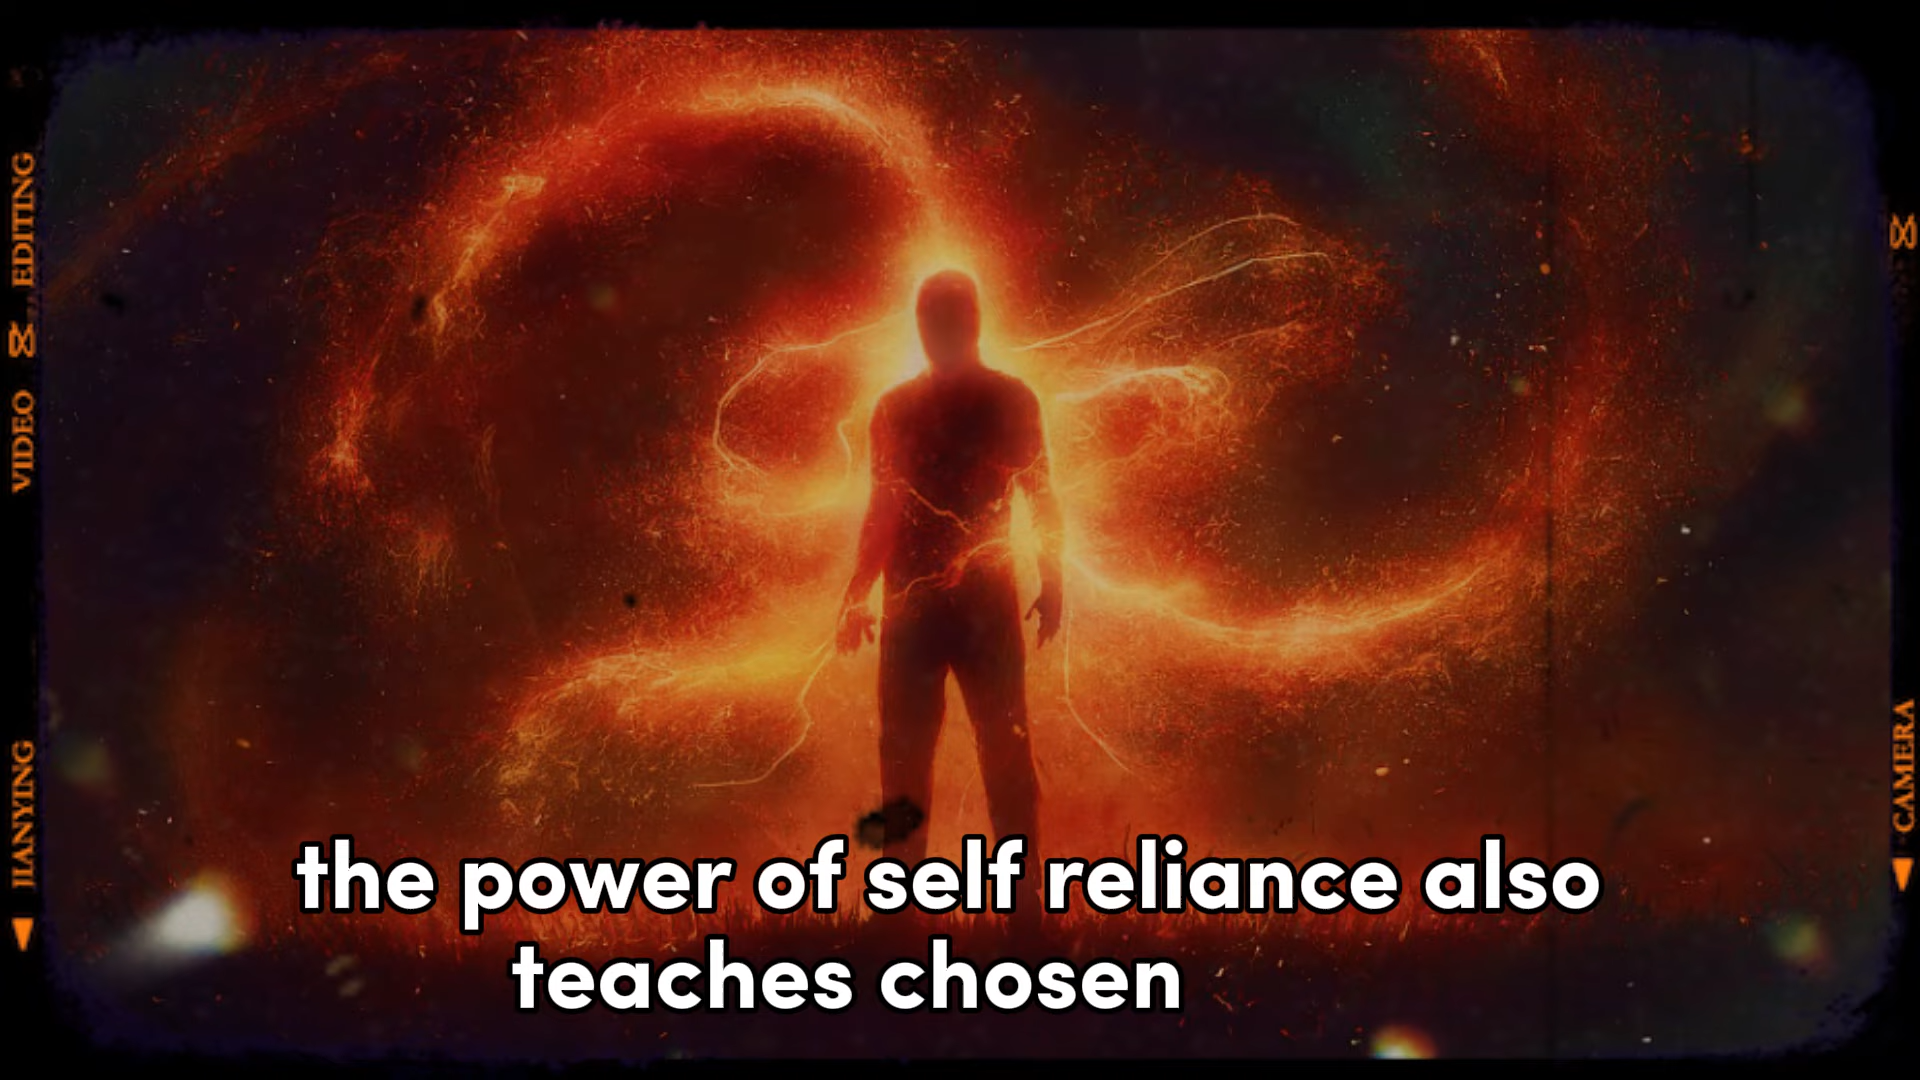 the power of self reliance also
teaches chosen
VIDEO EDITING
JIANYING
CAMERA